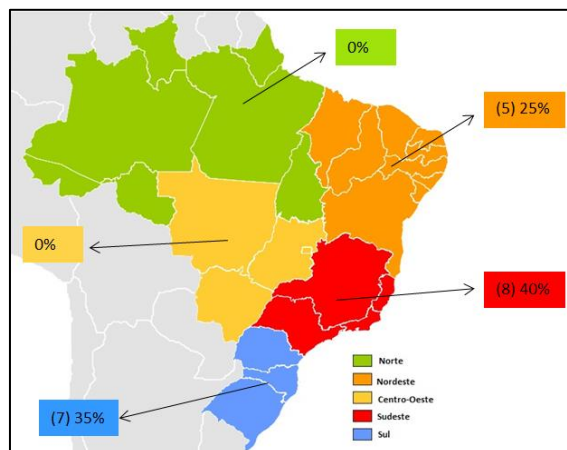 0%
(5) 25%
0%
(8) 40%
(7) 35%
Norte
Nordeste
Centro-Oeste
Sudeste
Sul